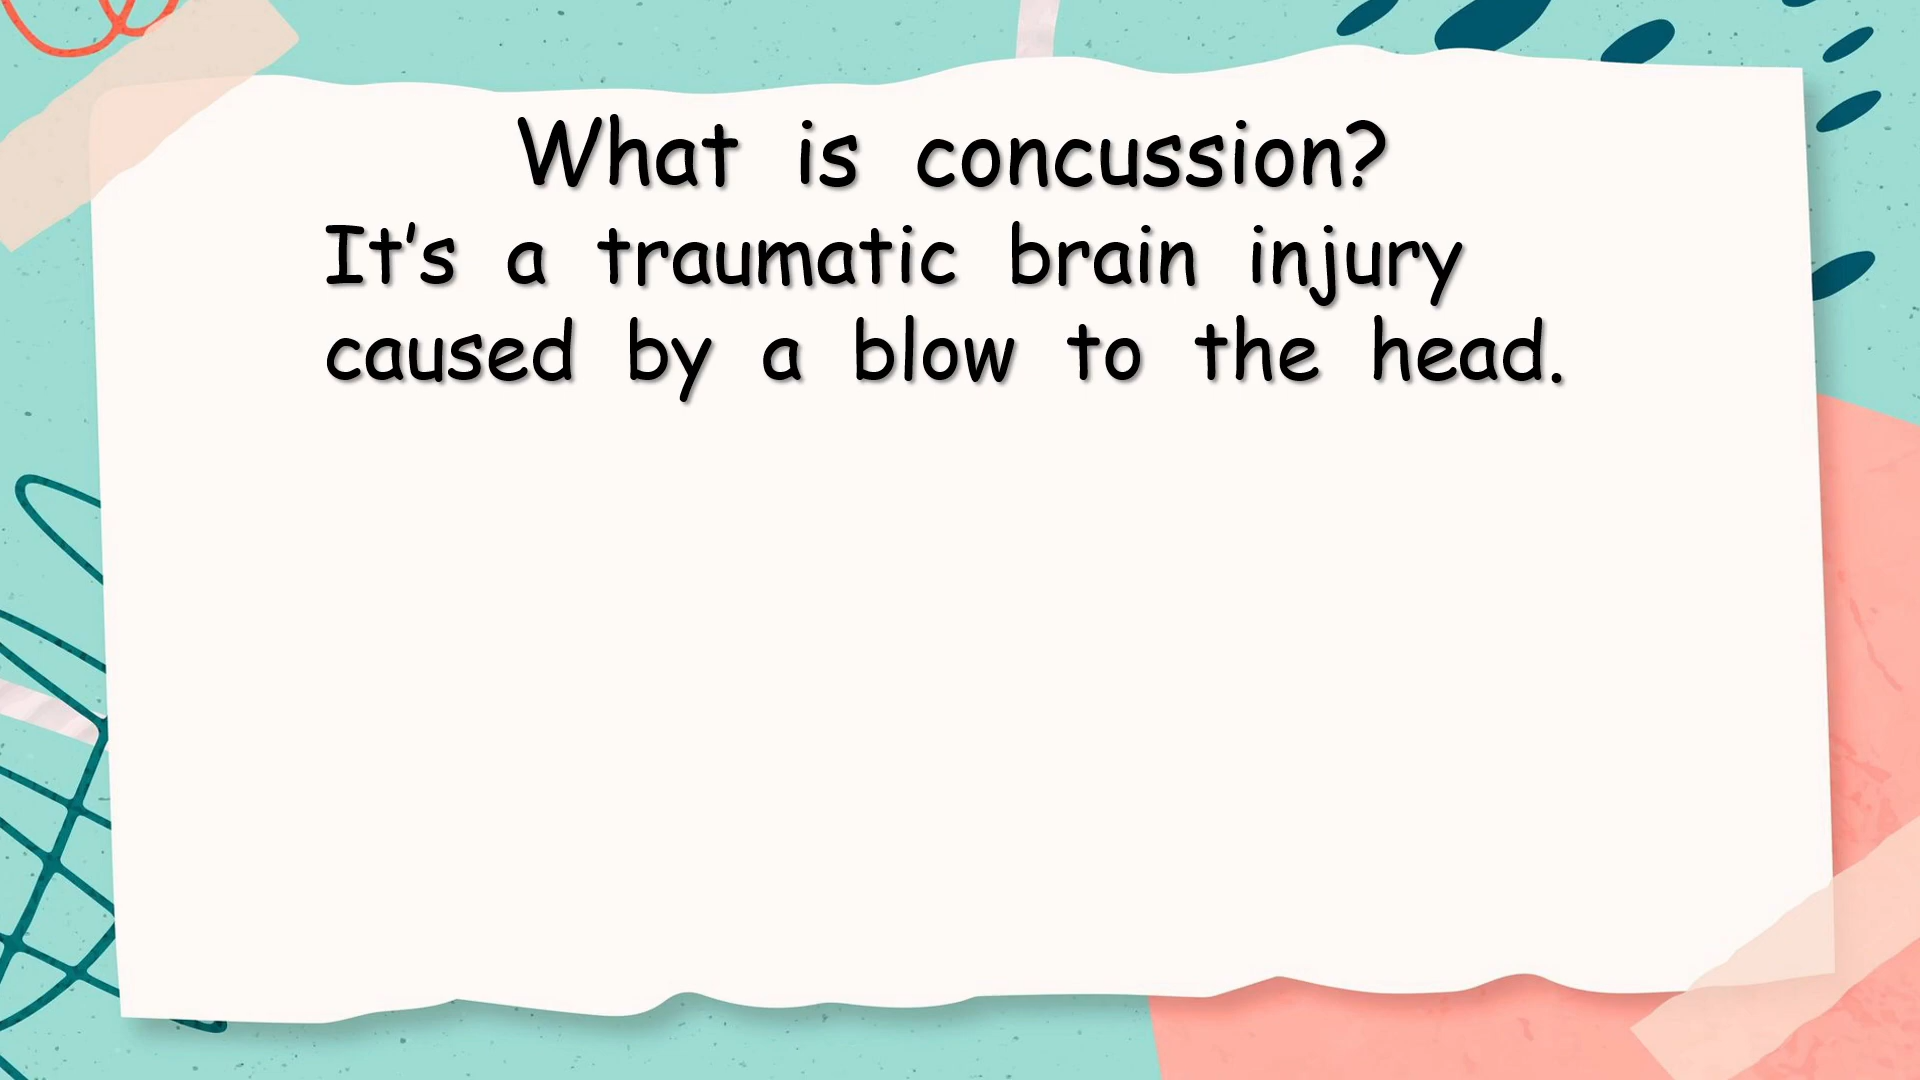 What is concussion?
It’s a traumatic brain injury
caused by a blow to the head.